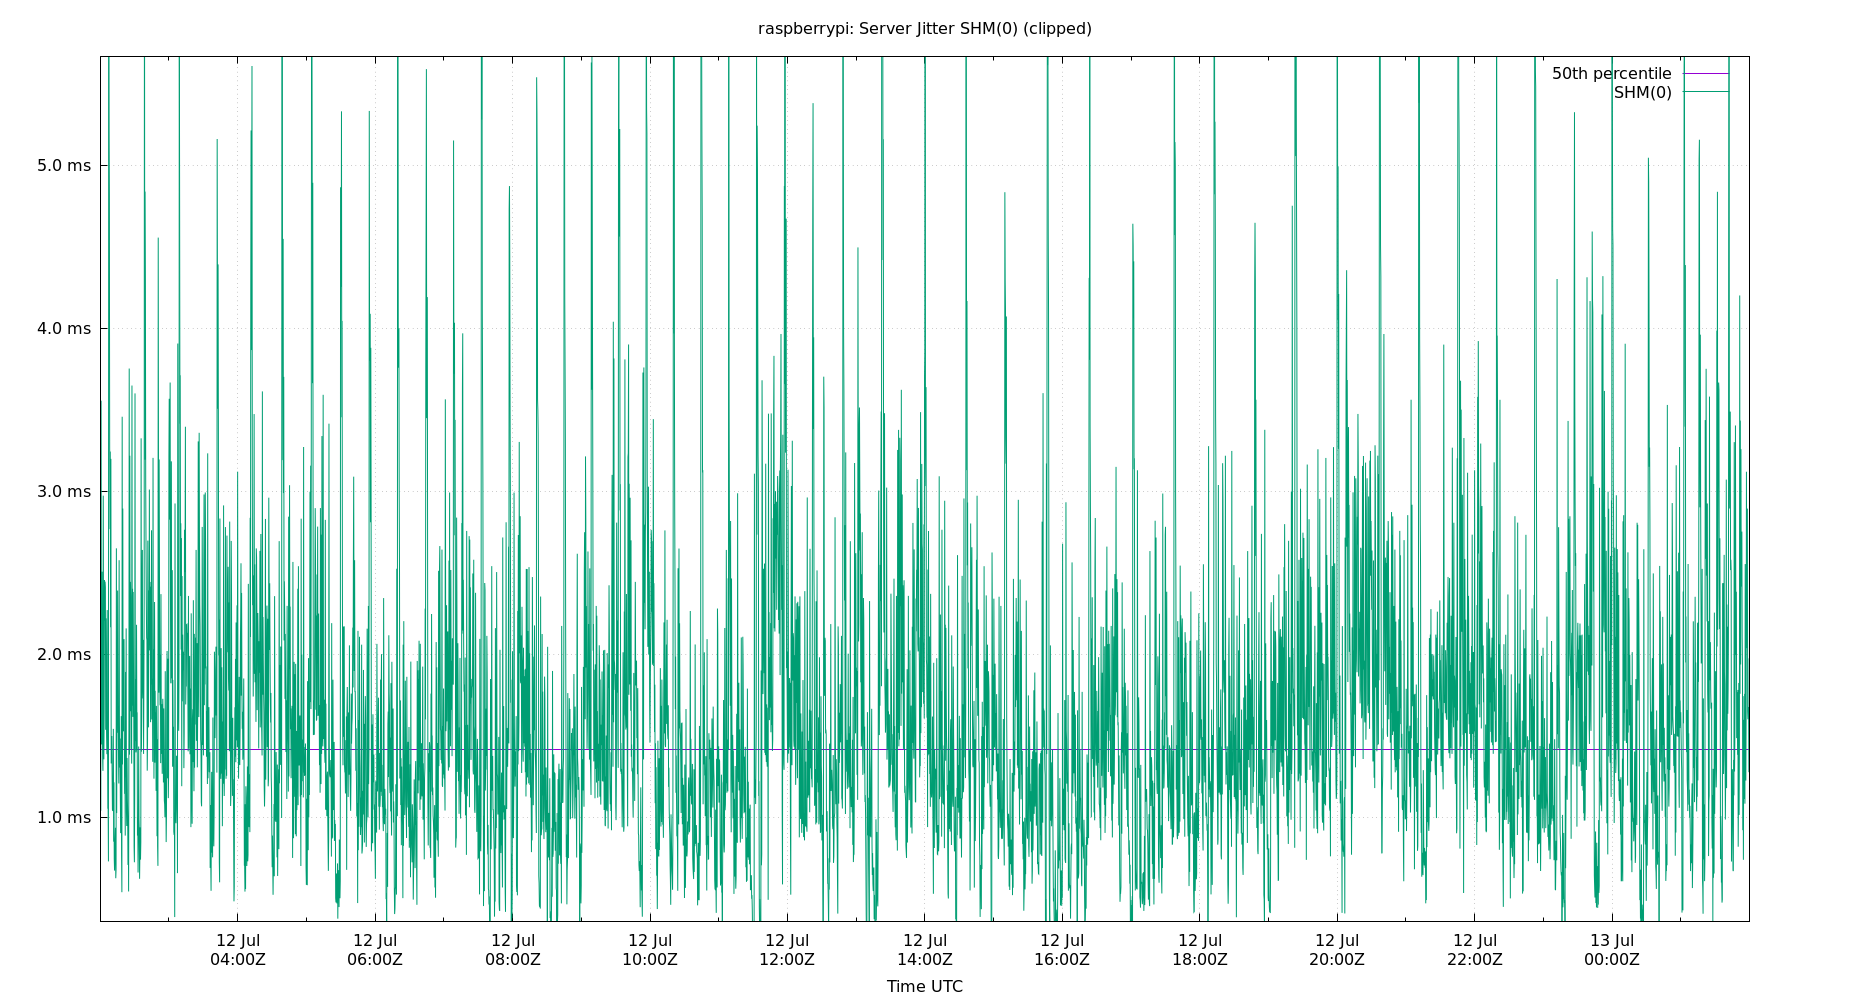 raspberrypi: Server Jitter SHM(0) (clipped)
50th percentile
SHM(0)
5.0 ms
4.0 ms
3.0 ms
2.0 ms
1.0 ms
12 Jul 12 Jul 12 Jul 12 Jul 12 Jul 12 Jul 12 Jul 12 Jul 12 Jul 12 Jul 13 Jul
04:00Z 06:00Z 08:00Z 10:00Z 12:00Z 14:00Z 16:00Z 18:00Z 20:00Z 22:00Z 00:00Z
Time UTC